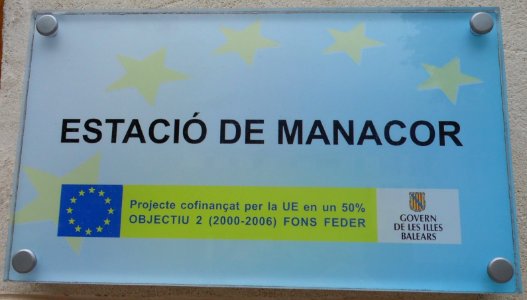 ESTACIÓ DE MANACOR
Projecte cofinançat per la UE en un 50%
OBJECTIU 2 (2000-2006) FONS FEDER
GOVERN
DE LES ILLES
BALEARS